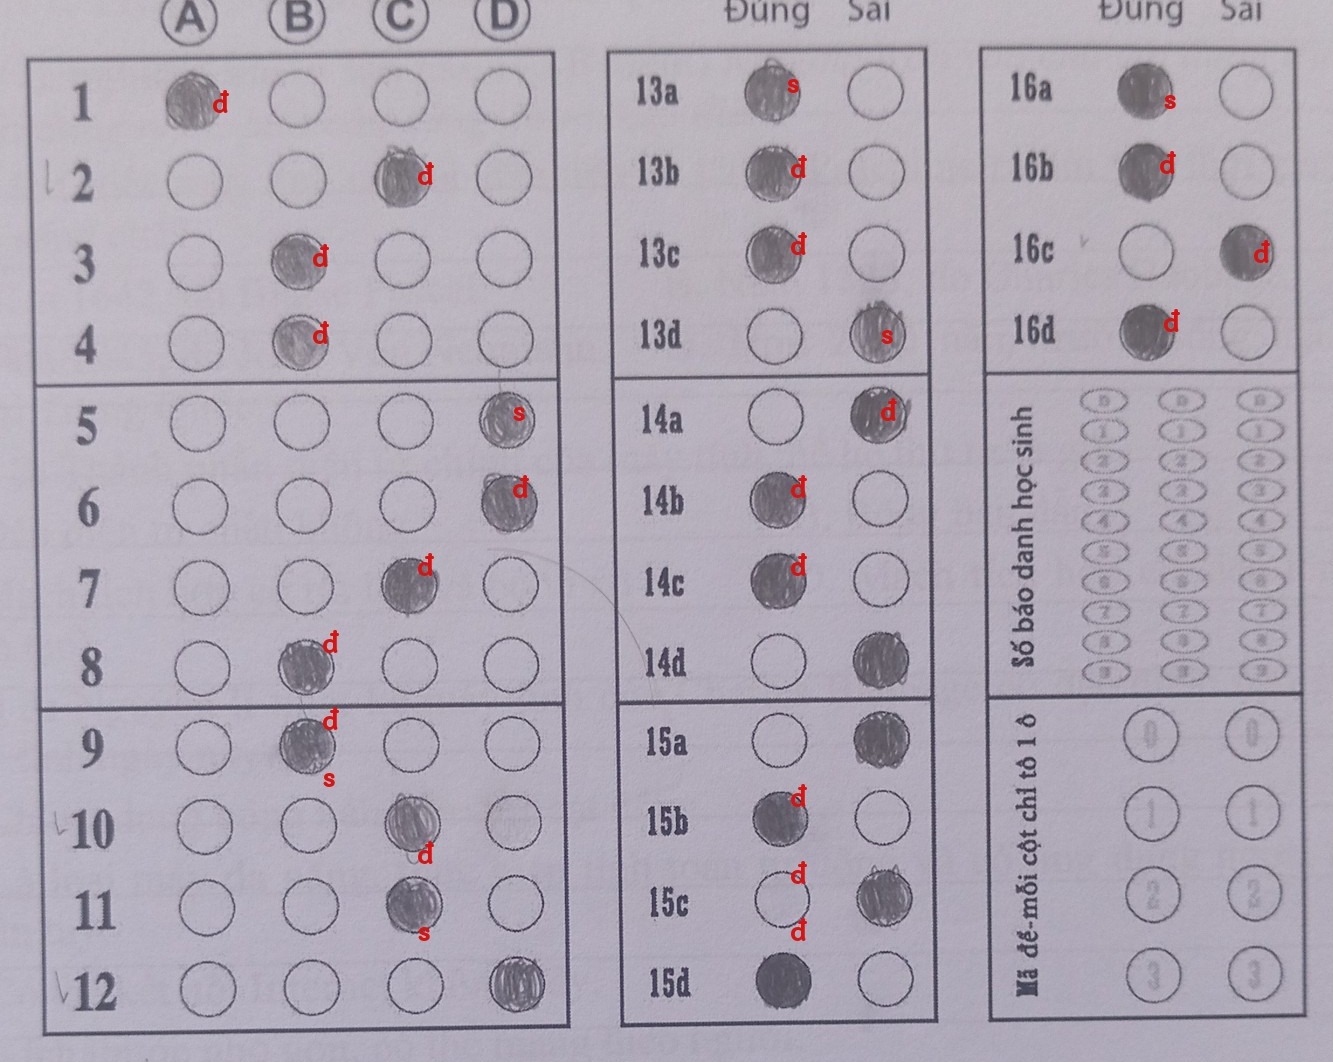 A B C D Đúng Sai Đúng Sai
1 đ
2 đ
3 đ
4 đ
5 s
6 đ
7 đ
8 đ
9 đ
s
10 đ
11 s
12
13a s
13b đ
13c đ
13d s
14a đ
14b đ
14c đ
14d
15a
15b đ
15c đ
đ
15d
16a s
16b đ
16c đ
16d đ
Số báo danh học sinh
0 0 0
1 1 1
2 2 2
3 3 3
4 4 4
5 5 5
6 6 6
7 7 7
8 8 8
9 9 9
Mã đề-mỗi cột chỉ tô 1 ô
0 0
1 1
2 2
3 3